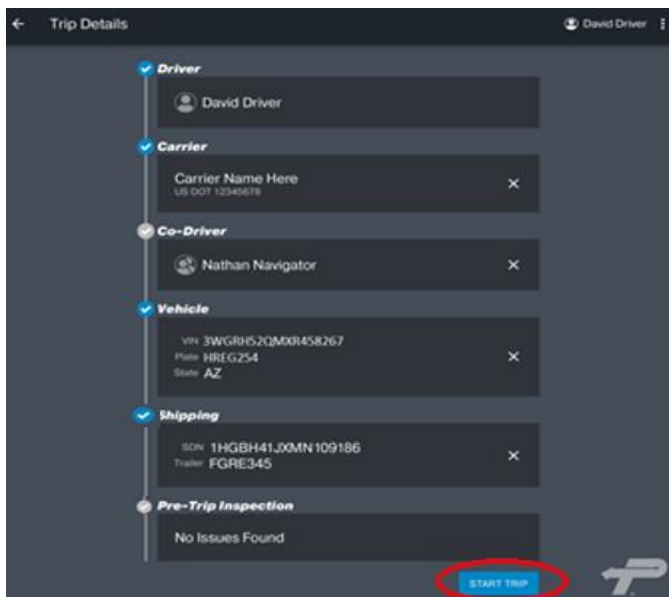 Trip Details
David Driver
Driver
David Driver
Carrier
Carrier Name Here
US DOT 12345678
Co-Driver
Nathan Navigator
Vehicle
VIN 3WGRH52QMXR458267
Plate HREG254
State AZ
Shipping
SDN 1HGBH41JXMN109186
Trailer FGRE345
Pre-Trip Inspection
No Issues Found
START TRIP